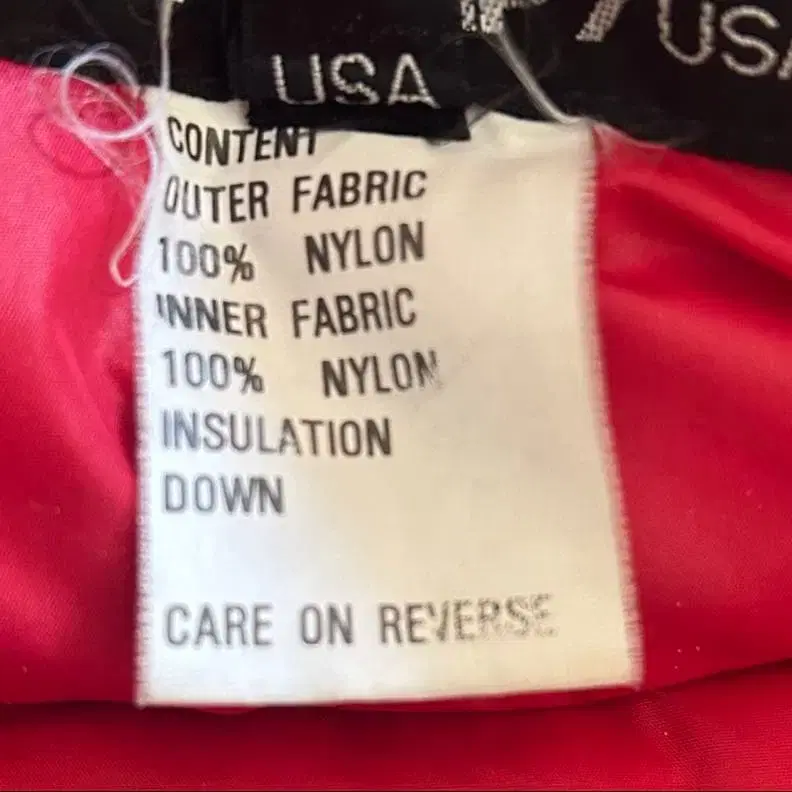 USA
USA
CONTENT
OUTER FABRIC
100% NYLON
INNER FABRIC
100% NYLON
INSULATION
DOWN
CARE ON REVERSE